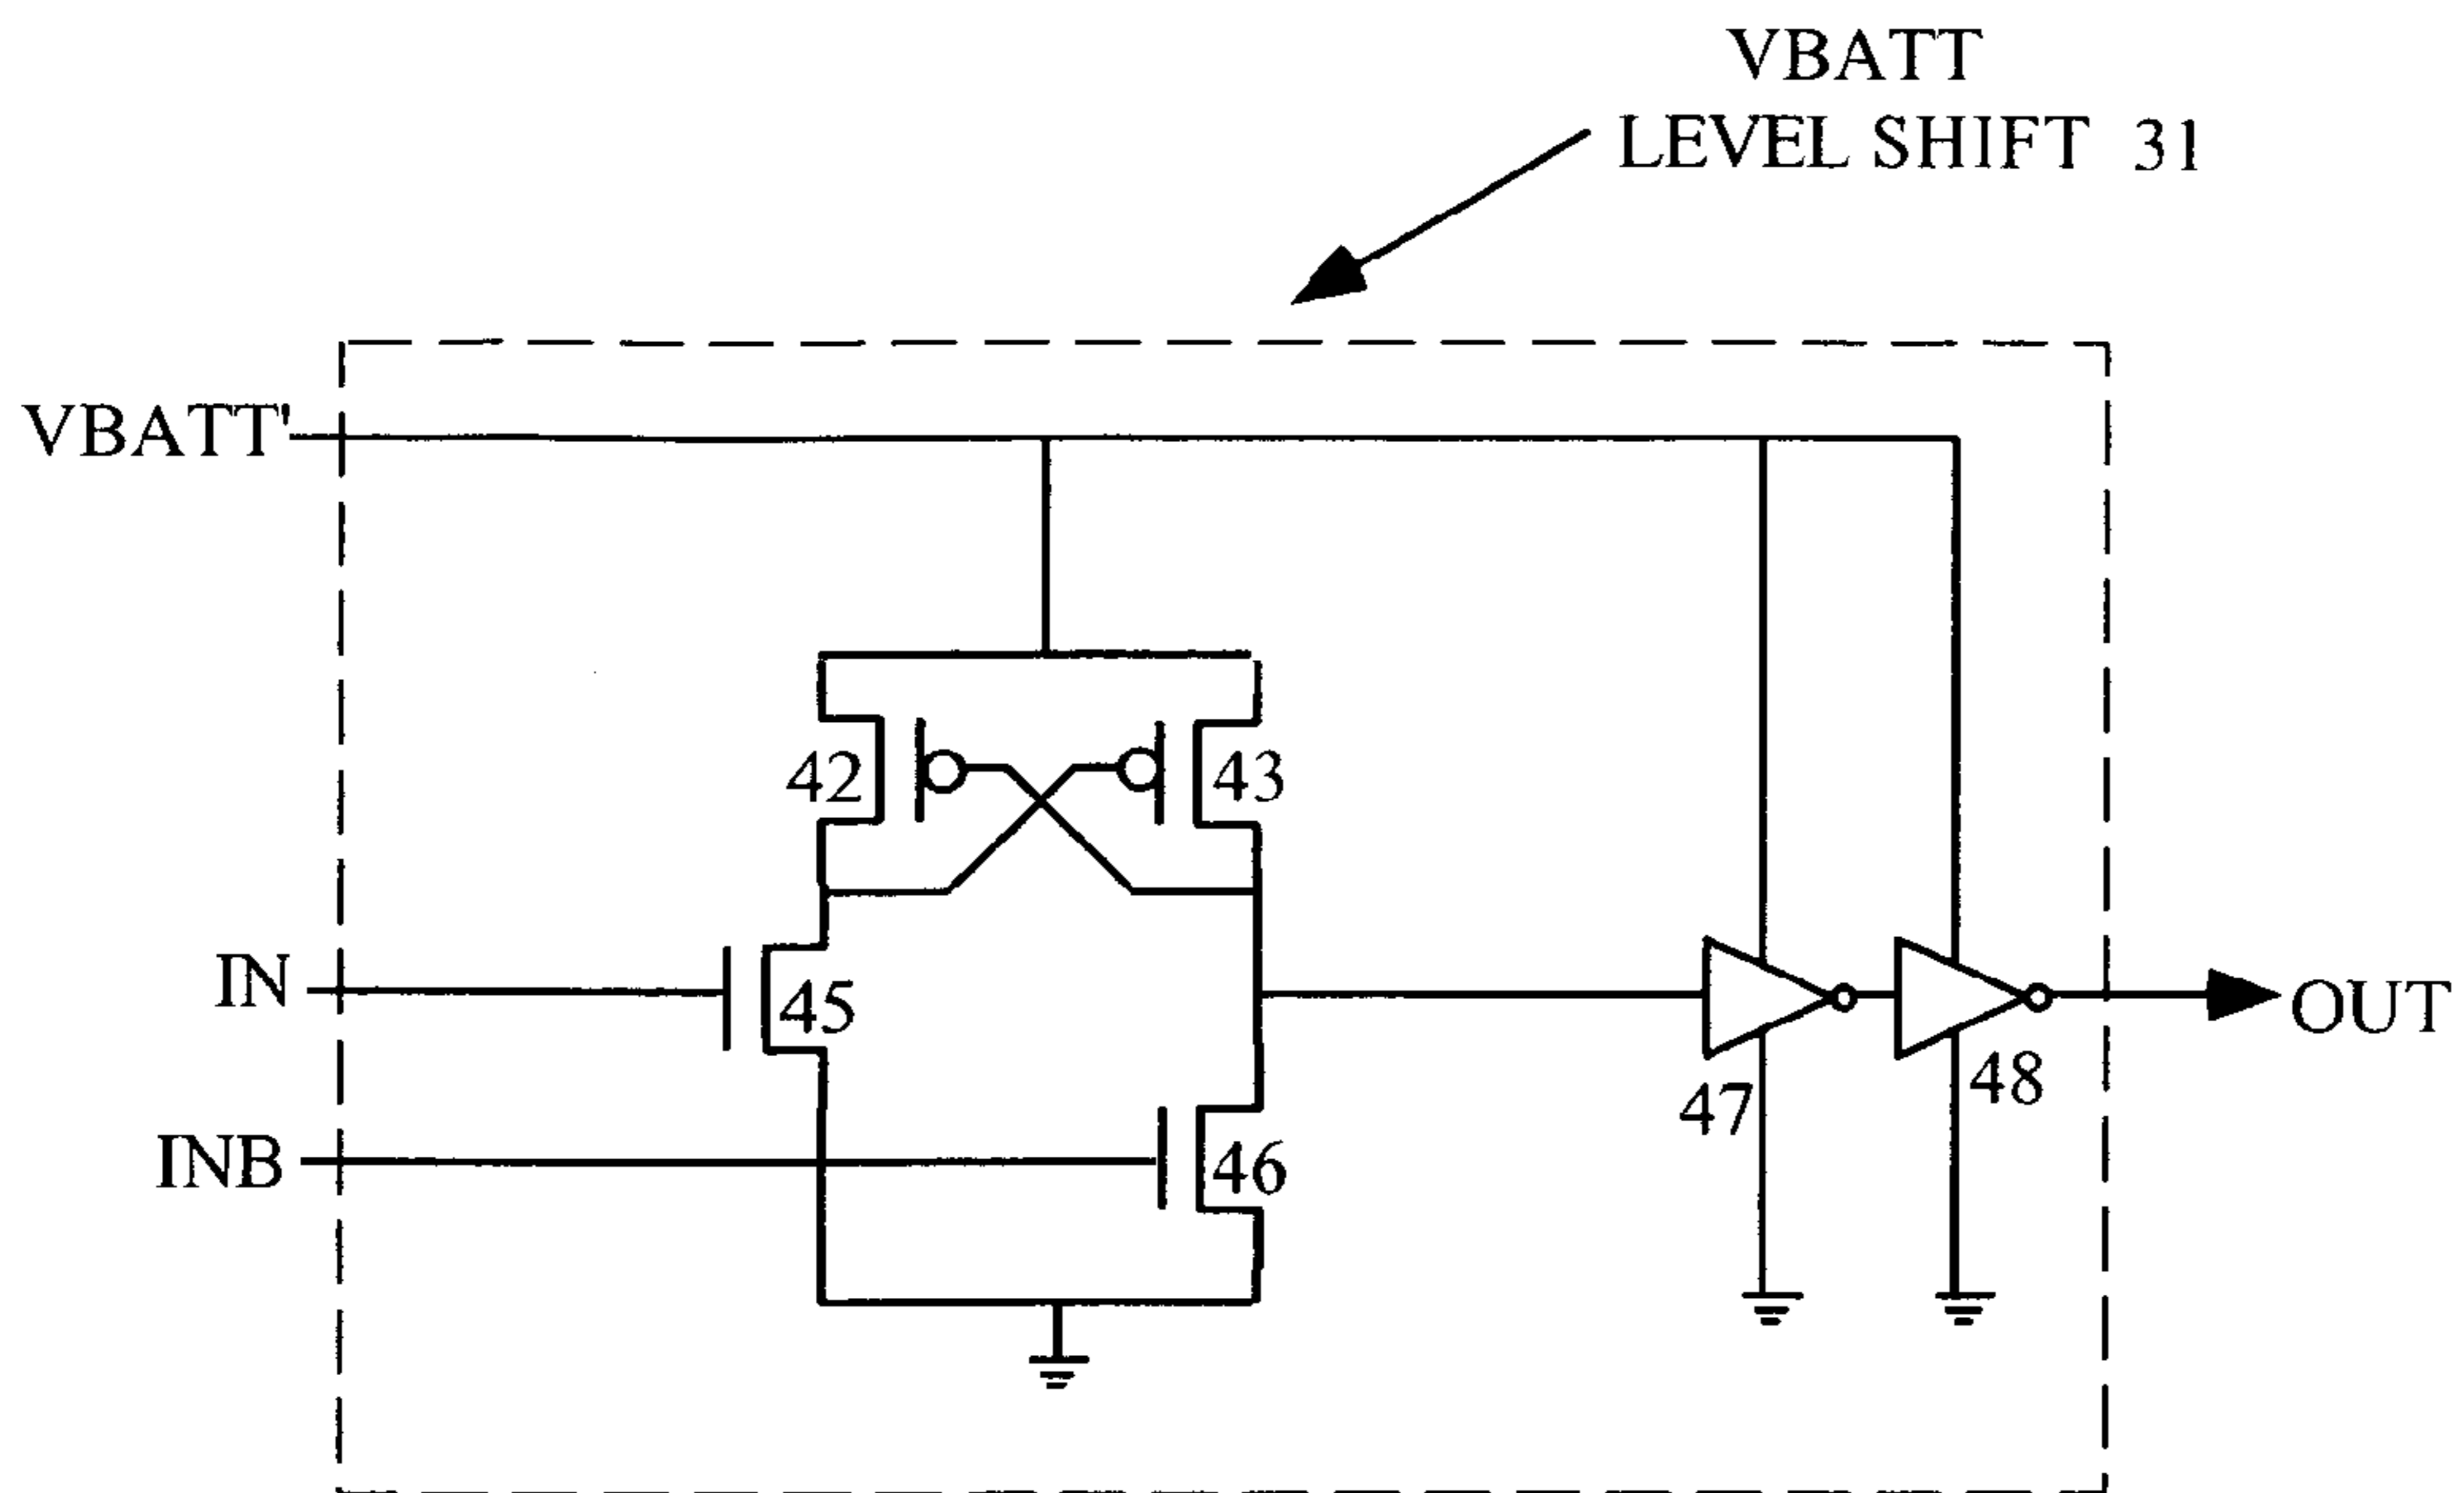 VBATT
LEVEL SHIFT 31
VBATT'
42
43
IN
45
OUT
INB
46
47
48